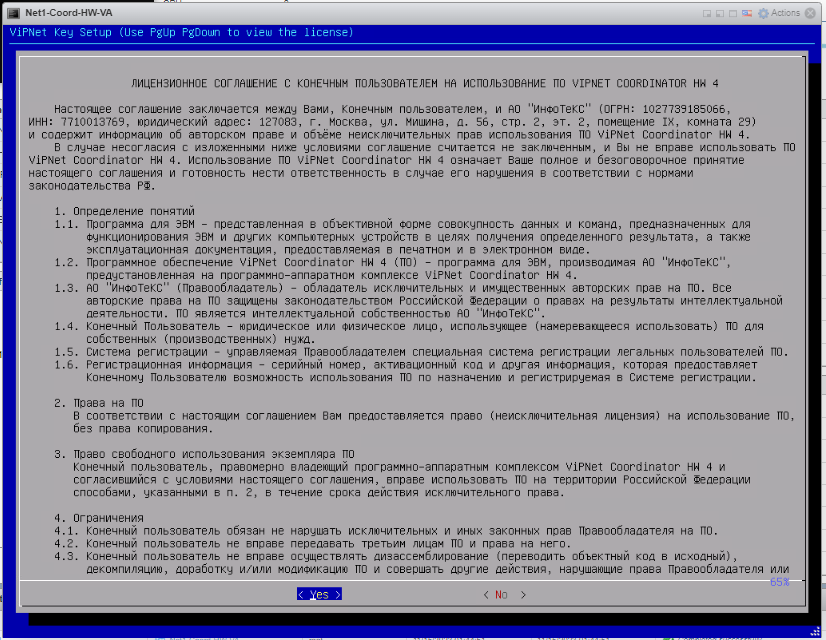 Net1-Coord-HW-VA
Actions
ViPNet Key Setup (Use PgUp PgDown to view the license)
ЛИЦЕНЗИОННОЕ СОГЛАШЕНИЕ С КОНЕЧНЫМ ПОЛЬЗОВАТЕЛЕМ НА ИСПОЛЬЗОВАНИЕ ПО VIPNET COORDINATOR HW 4
Настоящее соглашение заключается между Вами, Конечным пользователем, и АО "ИнфоТеКС" (ОГРН: 1027739185066,
ИНН: 7710013769, юридический адрес: 127083, г. Москва, ул. Мишина, д. 56, стр. 2, эт. 2, помещение IX, комната 29)
и содержит информацию об авторском праве и объёме неисключительных прав использования ПО ViPNet Coordinator HW 4.
В случае несогласия с изложенными ниже условиями соглашение считается не заключенным, и Вы не вправе использовать ПО
ViPNet Coordinator HW 4. Использование ПО ViPNet Coordinator HW 4 означает Ваше полное и безоговорочное принятие
настоящего соглашения и готовность нести ответственность в случае его нарушения в соответствии с нормами
законодательства РФ.
1. Определение понятий
1.1. Программа для ЭВМ – представленная в объективной форме совокупность данных и команд, предназначенных для
функционирования ЭВМ и других компьютерных устройств в целях получения определенного результата, а также
эксплуатационная документация, предоставляемая в печатном и в электронном виде.
1.2. Программное обеспечение ViPNet Coordinator HW 4 (ПО) – программа для ЭВМ, производимая АО "ИнфоТеКС",
предустановленная на программно-аппаратном комплексе ViPNet Coordinator HW 4.
1.3. АО "ИнфоТеКС" (Правообладатель) – обладатель исключительных и имущественных авторских прав на ПО. Все
авторские права на ПО защищены законодательством Российской Федерации о правах на результаты интеллектуальной
деятельности. ПО является интеллектуальной собственностью АО "ИнфоТеКС".
1.4. Конечный Пользователь – юридическое или физическое лицо, использующее (намеревающееся использовать) ПО для
собственных (производственных) нужд.
1.5. Система регистрации – управляемая Правообладателем специальная система регистрации легальных пользователей ПО.
1.6. Регистрационная информация – серийный номер, активационный код и другая информация, которая предоставляет
Конечному Пользователю возможность использования ПО по назначению и регистрируемая в Системе регистрации.
2. Права на ПО
В соответствии с настоящим соглашением Вам предоставляется право (неисключительная лицензия) на использование ПО,
без права копирования.
3. Право свободного использования экземпляра ПО
Конечный пользователь, правомерно владеющий программно-аппаратным комплексом ViPNet Coordinator HW 4 и
согласившийся с условиями настоящего соглашения, вправе использовать ПО на территории Российской Федерации
способами, указанными в п. 2, в течение срока действия исключительного права.
4. Ограничения
4.1. Конечный пользователь обязан не нарушать исключительных и иных законных прав Правообладателя на ПО.
4.2. Конечный пользователь не вправе передавать третьим лицам ПО и права на него.
4.3. Конечный пользователь не вправе осуществлять дизассемблирование (переводить объектный код в исходный),
декомпиляцию, доработку и/или модификацию ПО и совершать другие действия, нарушающие права Правообладателя или
65%
< Yes > < No >